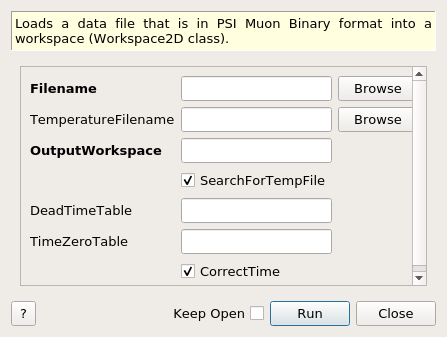 Loads a data file that is in PSI Muon Binary format into a
workspace (Workspace2D class).
Filename Browse
TemperatureFilename Browse
OutputWorkspace
SearchForTempFile
DeadTimeTable
TimeZeroTable
CorrectTime
? Keep Open Run Close